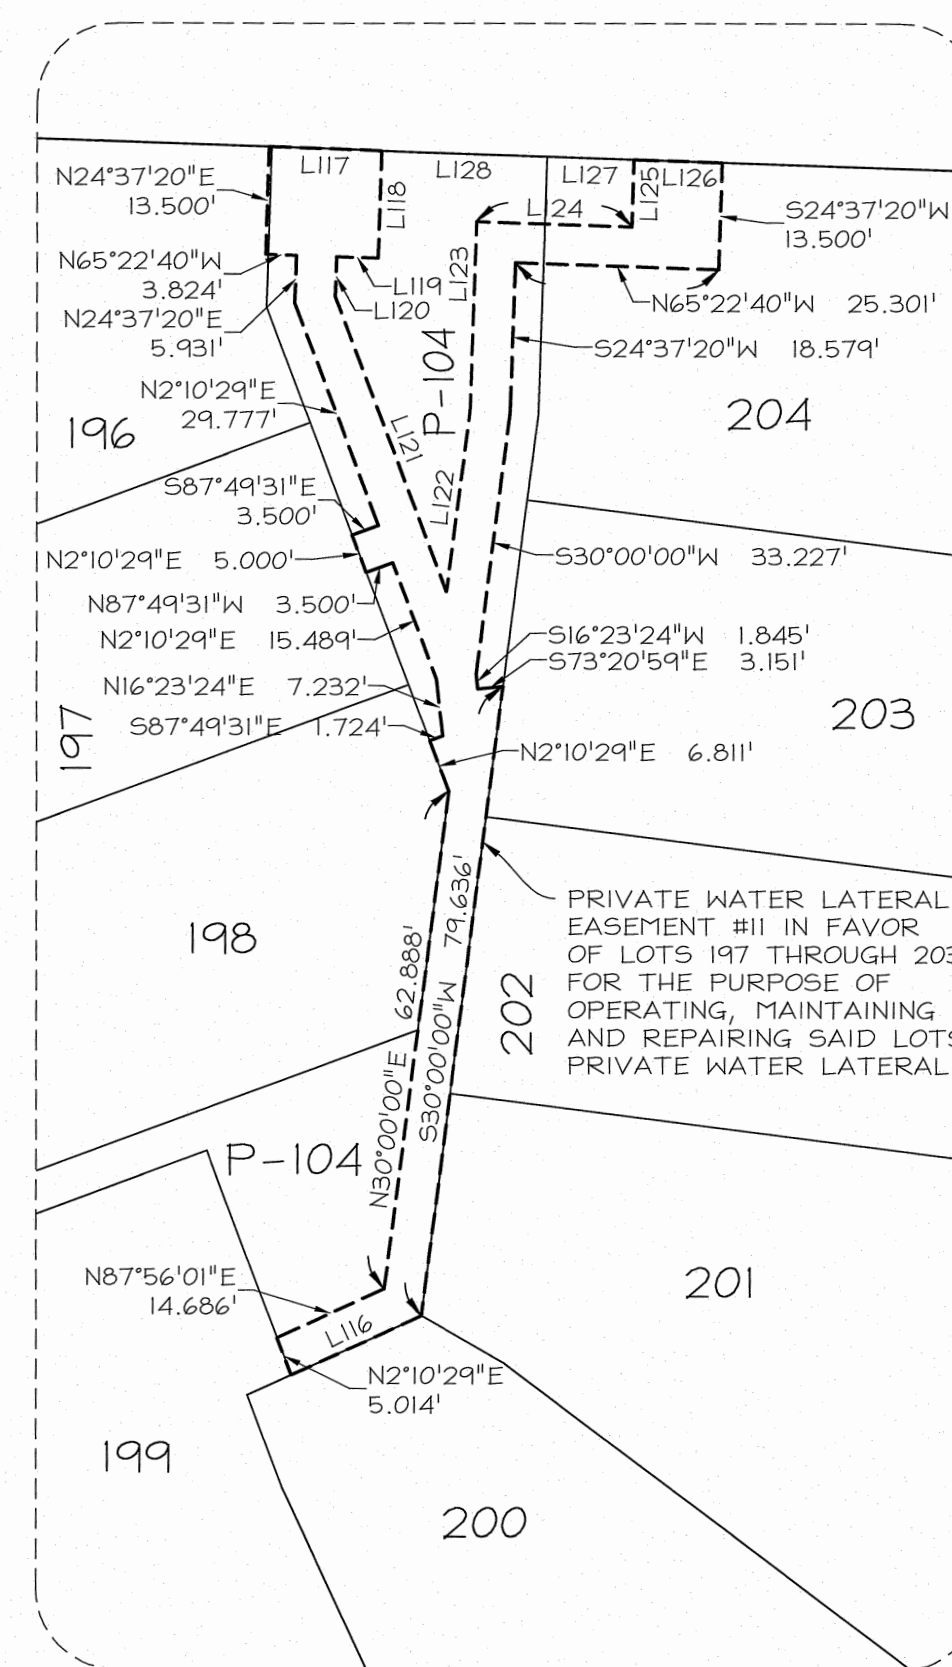 L117
L128
L127
L125
L126
N24°37'20"E
13.500'
L118
L124
S24°37'20"W
13.500'
N65°22'40"W
3.824'
L119
L123
N24°37'20"E
5.931'
L120
N65°22'40"W 25.301'
S24°37'20"W 18.579'
P-104
N2°10'29"E
29.777'
196
204
L121
L122
S87°49'31"E
3.500'
N2°10'29"E 5.000'
S30°00'00"W 33.227'
N87°49'31"W 3.500'
N2°10'29"E 15.489'
S16°23'24"W 1.845'
S73°20'59"E 3.151'
N16°23'24"E 7.232'
197
S87°49'31"E 1.724'
203
N2°10'29"E 6.811'
198
N30°00'00"E 62.888'
S30°00'00"W 79.636'
PRIVATE WATER LATERAL
EASEMENT #11 IN FAVOR
OF LOTS 197 THROUGH 203
FOR THE PURPOSE OF
OPERATING, MAINTAINING
AND REPAIRING SAID LOTS
PRIVATE WATER LATERAL
202
P-104
N87°56'01"E
14.686'
L116
201
N2°10'29"E
5.014'
199
200